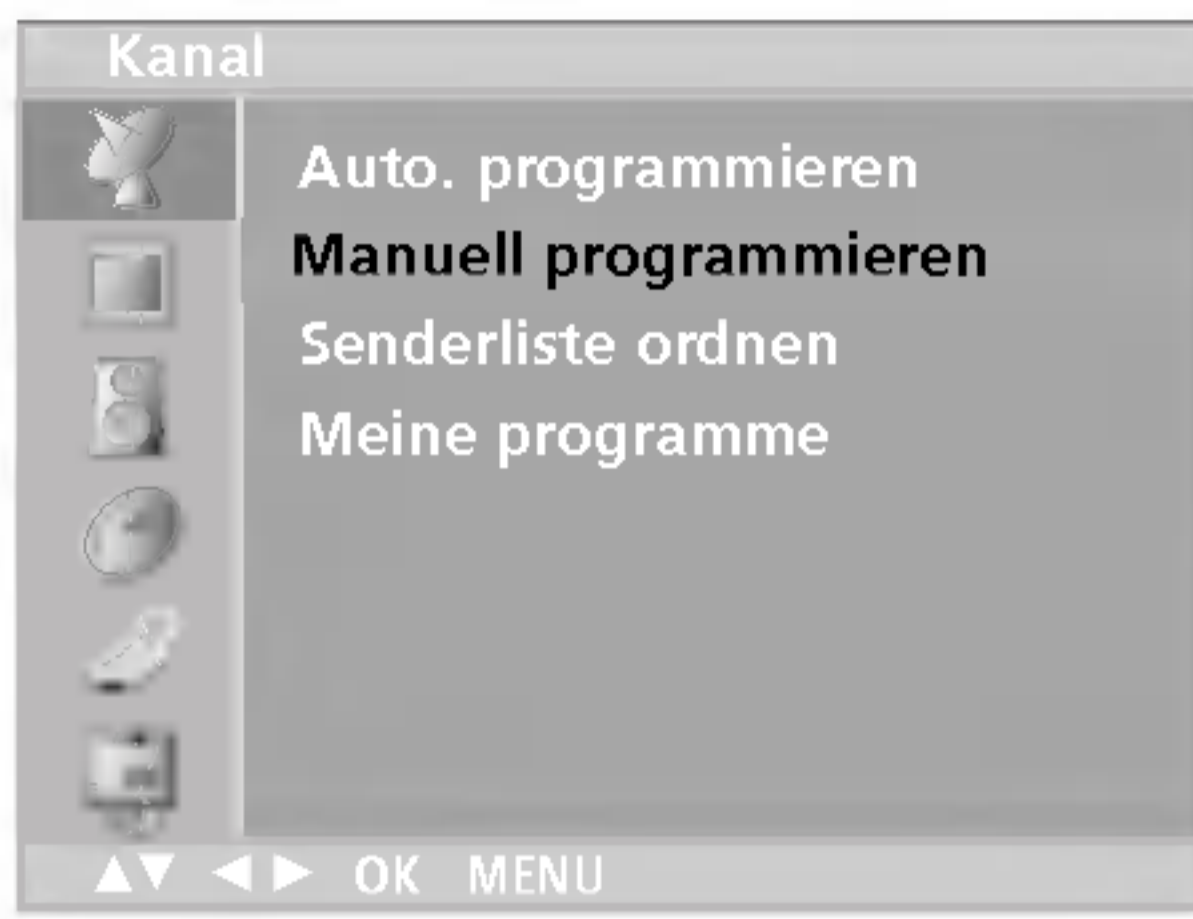 Kanal
Auto. programmieren
Manuell programmieren
Senderliste ordnen
Meine programme
▲▼ ◀ ▶ OK MENU